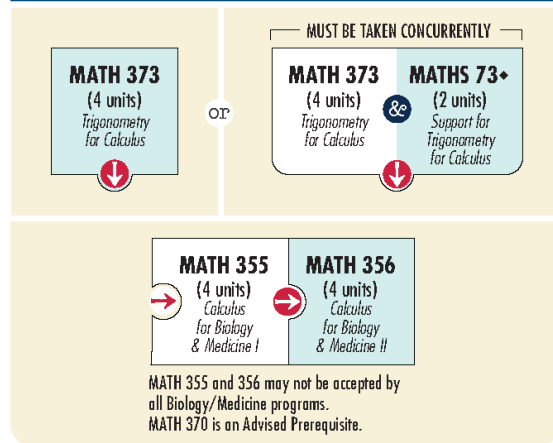 MUST BE TAKEN CONCURRENTLY
MATH 373
(4 units)
Trigonometry
for Calculus
or
MATH 373
(4 units)
Trigonometry
for Calculus
&
MATHS 73◆
(2 units)
Support for
Trigonometry
for Calculus
MATH 355
(4 units)
Calculus
for Biology
& Medicine I
MATH 356
(4 units)
Calculus
for Biology
& Medicine II
MATH 355 and 356 may not be accepted by
all Biology/Medicine programs.
MATH 370 is an Advised Prerequisite.